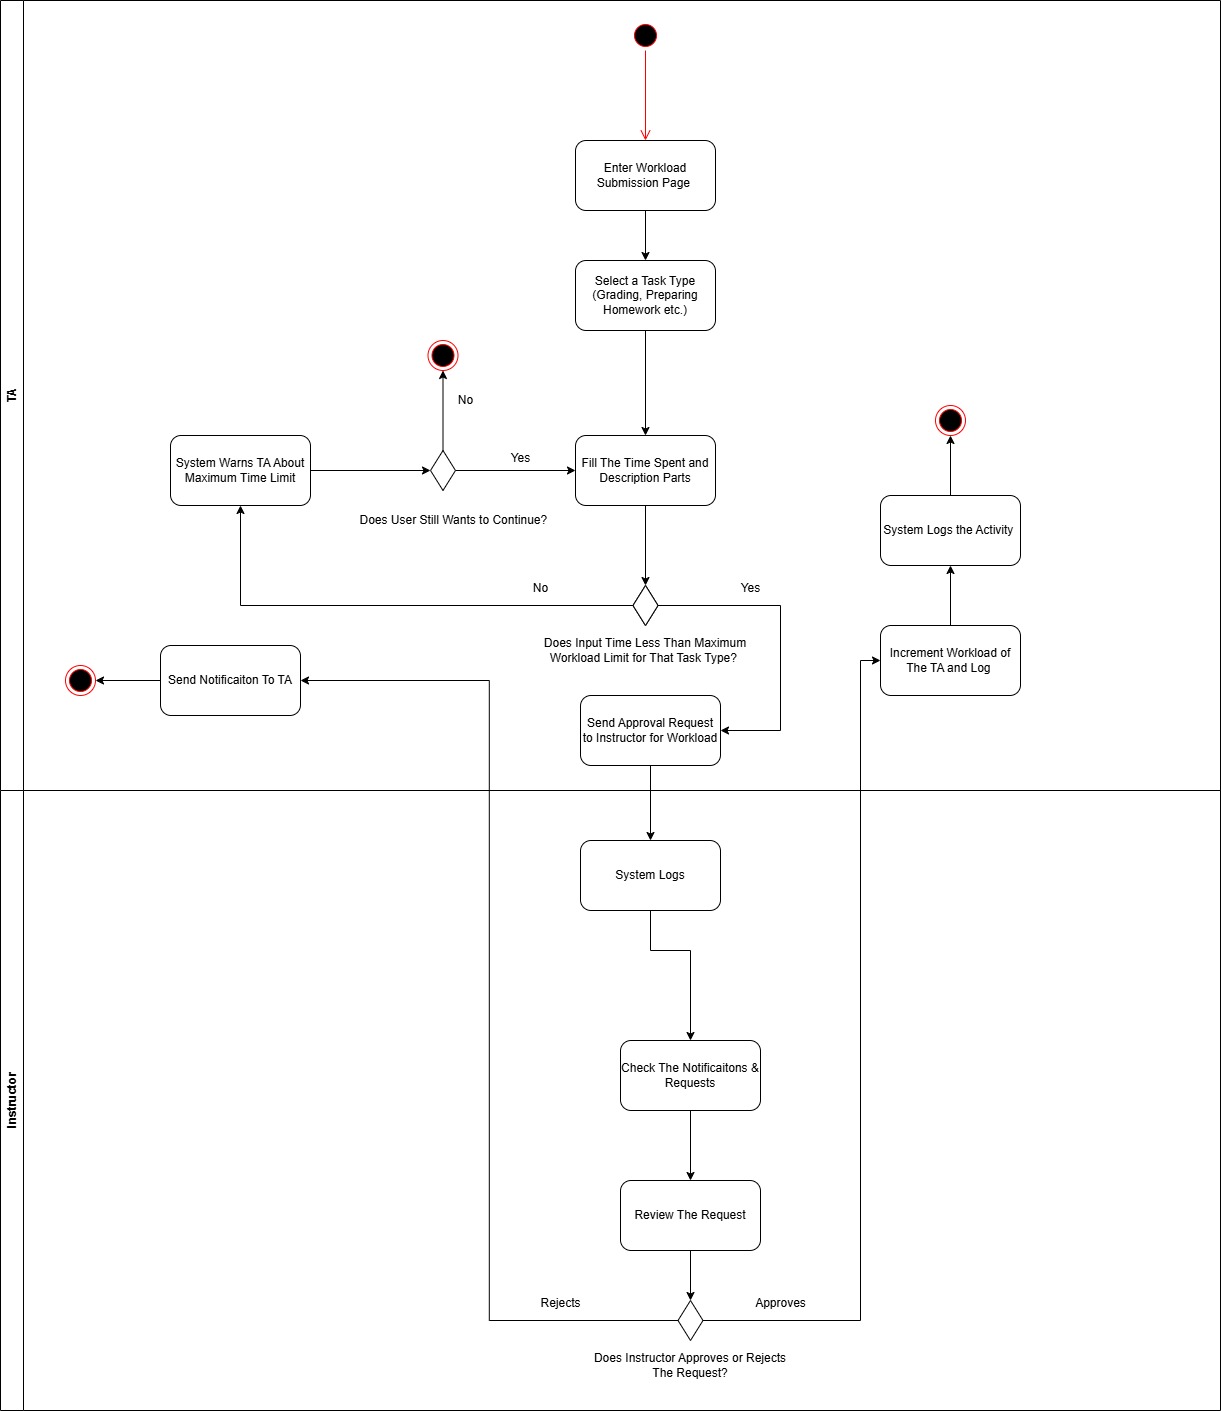 TA
Enter Workload
Submission Page
Select a Task Type
(Grading, Preparing
Homework etc.)
No
System Warns TA About
Maximum Time Limit
Yes
Fill The Time Spent and
Description Parts
Does User Still Wants to Continue?
System Logs the Activity
No
Yes
Does Input Time Less Than Maximum
Workload Limit for That Task Type?
Increment Workload of
The TA and Log
Send Notificaiton To TA
Send Approval Request
to Instructor for Workload
Instructor
System Logs
Check The Notificaitons &
Requests
Review The Request
Rejects
Approves
Does Instructor Approves or Rejects
The Request?